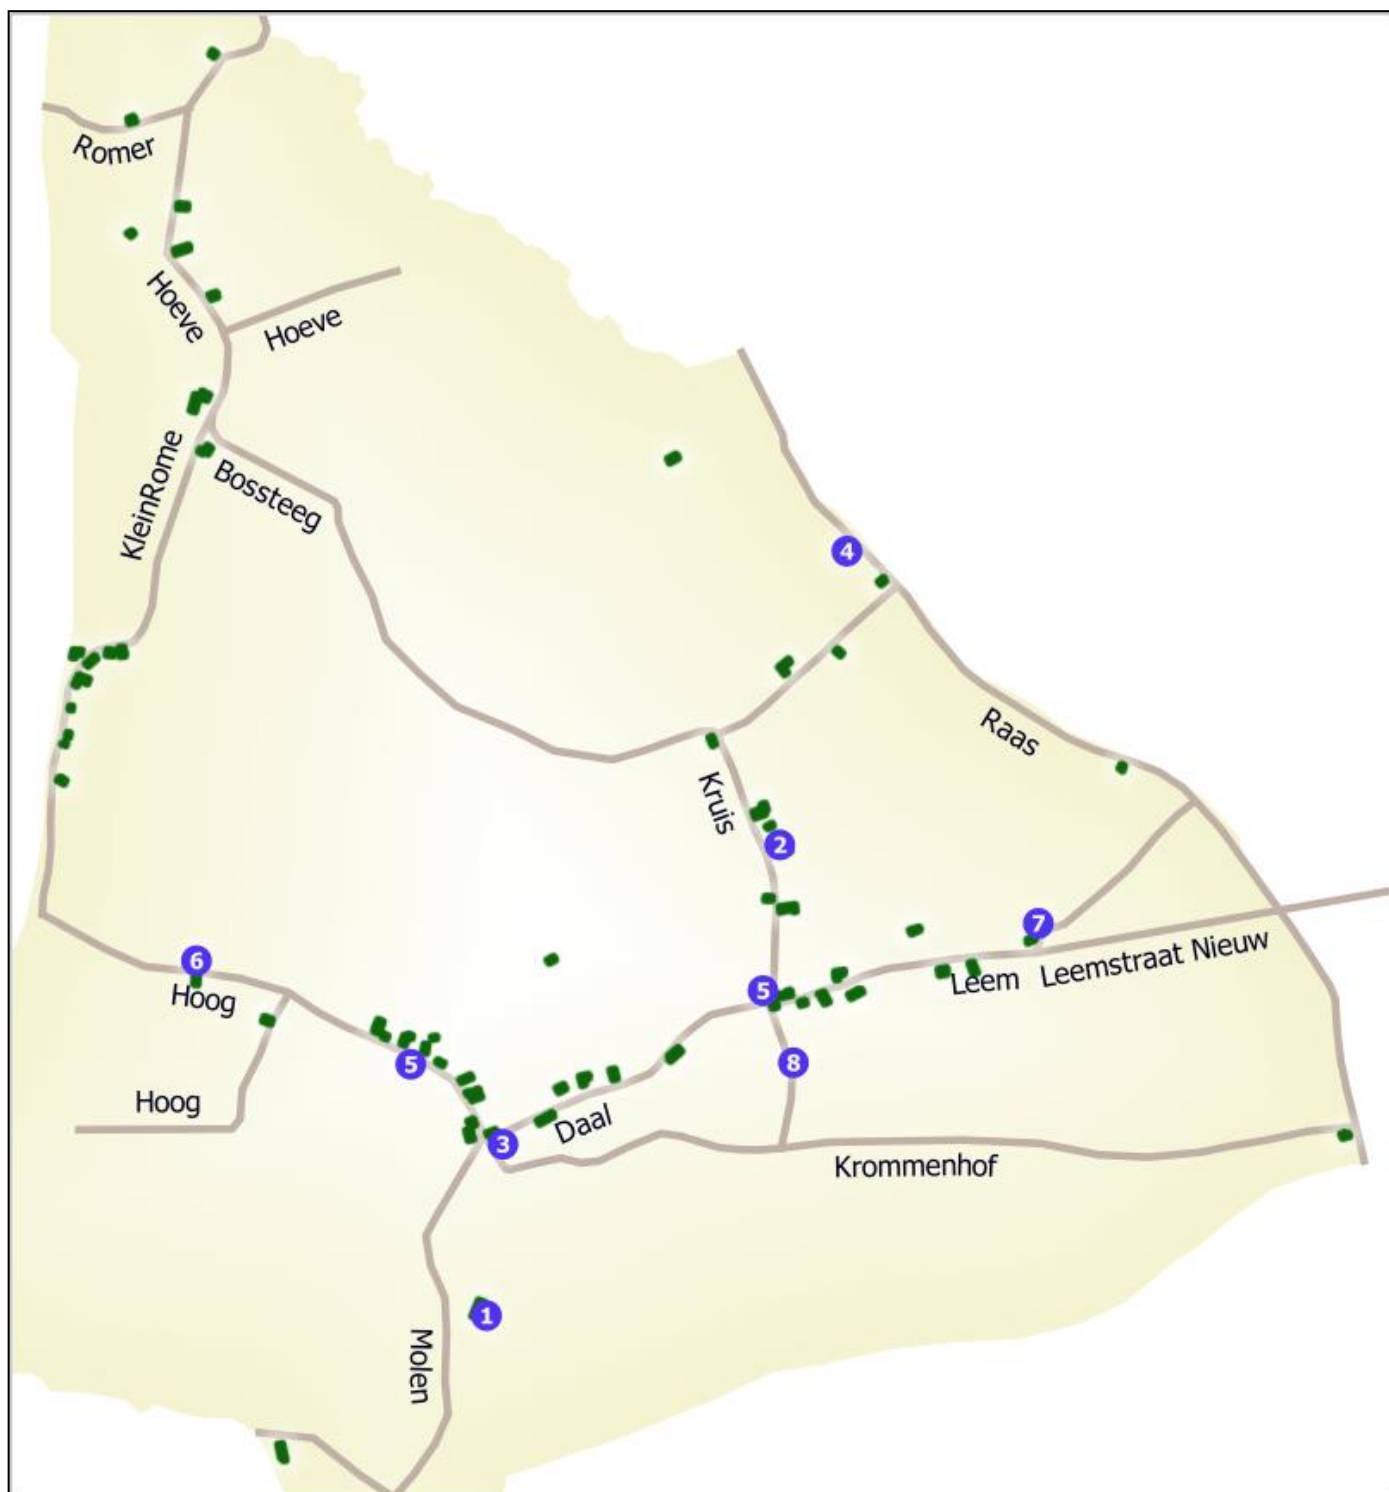 Romer
Hoeve
Hoeve
KleinRome
Bossteeg
4
Raas
Kruis
2
7
6
Hoog
5
Leem
Leemstraat Nieuw
5
8
Hoog
Daal
3
Krommenhof
1
Molen